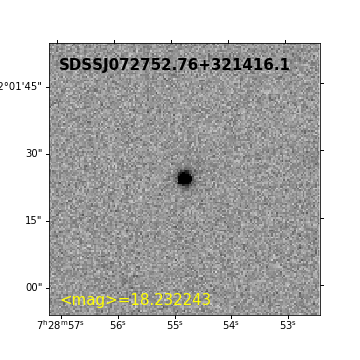 SDSSJ072752.76+321416.1
2°01'45"
30"
15"
00"
<mag>=18.232243
7ʰ28ᵐ57ˢ 56ˢ 55ˢ 54ˢ 53ˢ